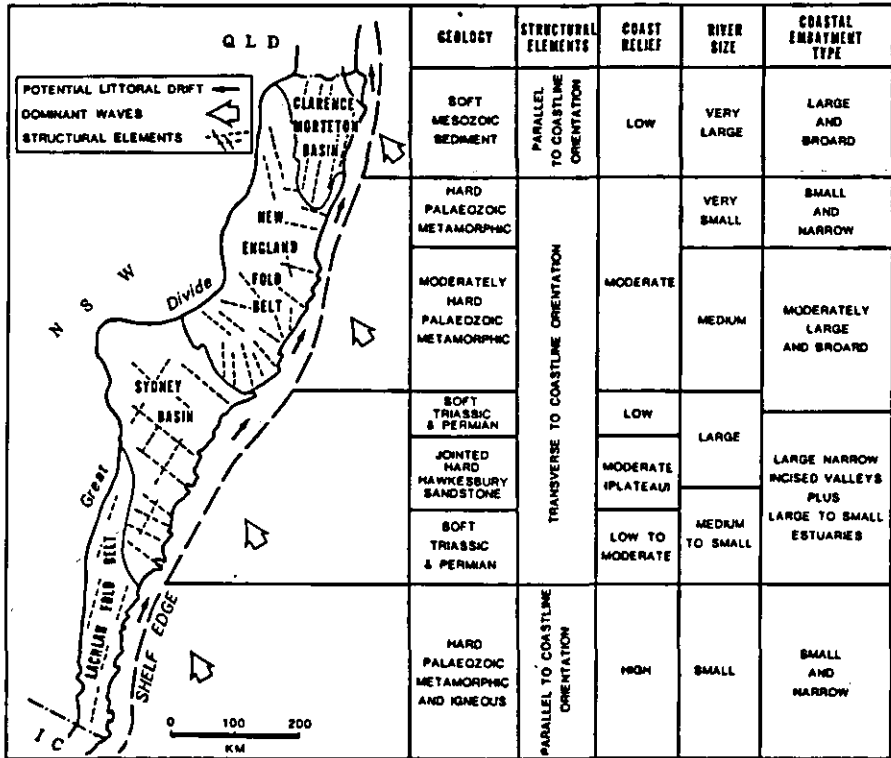 QLD
POTENTIAL LITTORAL DRIFT
DOMINANT WAVES
STRUCTURAL ELEMENTS
CLARENCE
MORTETON
BASIN
NEW
ENGLAND
FOLD
BELT
NSW
Divide
SYDNEY
BASIN
Great
LACHLAN FOLD BELT
SHELF EDGE
IC
0 100 200
KM
GEOLOGY
STRUCTURAL
ELEMENTS
COAST
RELIEF
RIVER
SIZE
COASTAL
EMBAYMENT
TYPE
SOFT
MESOZOIC
SEDIMENT
PARALLEL
TO COASTLINE
ORIENTATION
LOW
VERY
LARGE
LARGE
AND
BROARD
HARD
PALAEOZOIC
METAMORPHIC
TRANSVERSE TO COASTLINE ORIENTATION
MODERATE
VERY
SMALL
SMALL
AND
NARROW
MODERATELY
HARD
PALAEOZOIC
METAMORPHIC
MEDIUM
MODERATELY
LARGE
AND BROARD
SOFT
TRIASSIC
& PERMIAN
LOW
LARGE
JOINTED
HARD
HAWKESBURY
SANDSTONE
MODERATE
(PLATEAU)
LARGE NARROW
INCISED VALLEYS
PLUS
LARGE TO SMALL
ESTUARIES
SOFT
TRIASSIC
& PERMIAN
LOW TO
MODERATE
MEDIUM
TO SMALL
HARD
PALAEOZOIC
METAMORPHIC
AND IGNEOUS
PARALLEL TO COASTLINE
ORIENTATION
HIGH
SMALL
SMALL
AND
NARROW